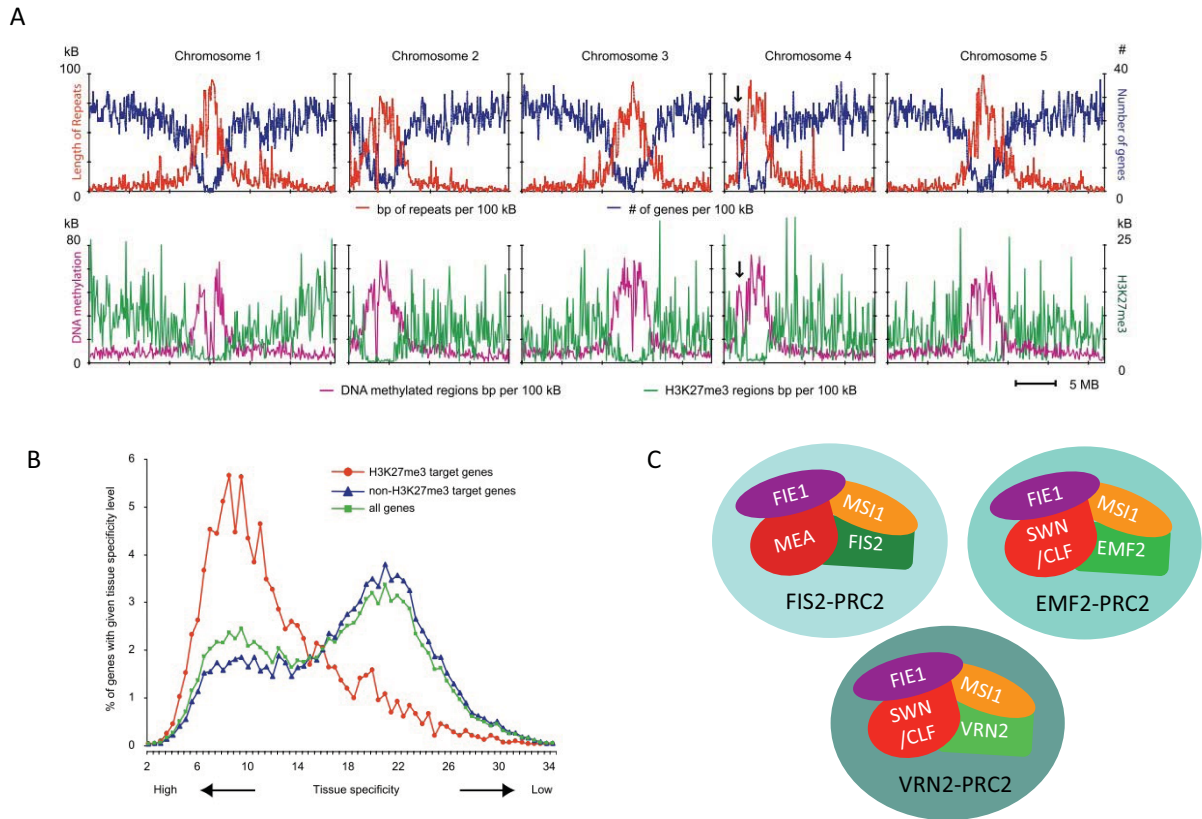 A
kB
Chromosome 1
Chromosome 2
Chromosome 3
Chromosome 4
Chromosome 5
#
100
40
Length of Repeats
Number of genes
0
0
bp of repeats per 100 kB
# of genes per 100 kB
kB
kB
80
25
DNA methylation
H3K27me3
0
0
DNA methylated regions bp per 100 kB
H3K27me3 regions bp per 100 kB
5 MB
B
6
5
4
3
2
1
0
% of genes with given tissue specificity level
H3K27me3 target genes
non-H3K27me3 target genes
all genes
2 6 10 14 18 22 26 30 34
High Tissue specificity Low
C
FIE1
MSI1
MEA
FIS2
FIS2-PRC2
FIE1
MSI1
SWN
/CLF
EMF2
EMF2-PRC2
FIE1
MSI1
SWN
/CLF
VRN2
VRN2-PRC2